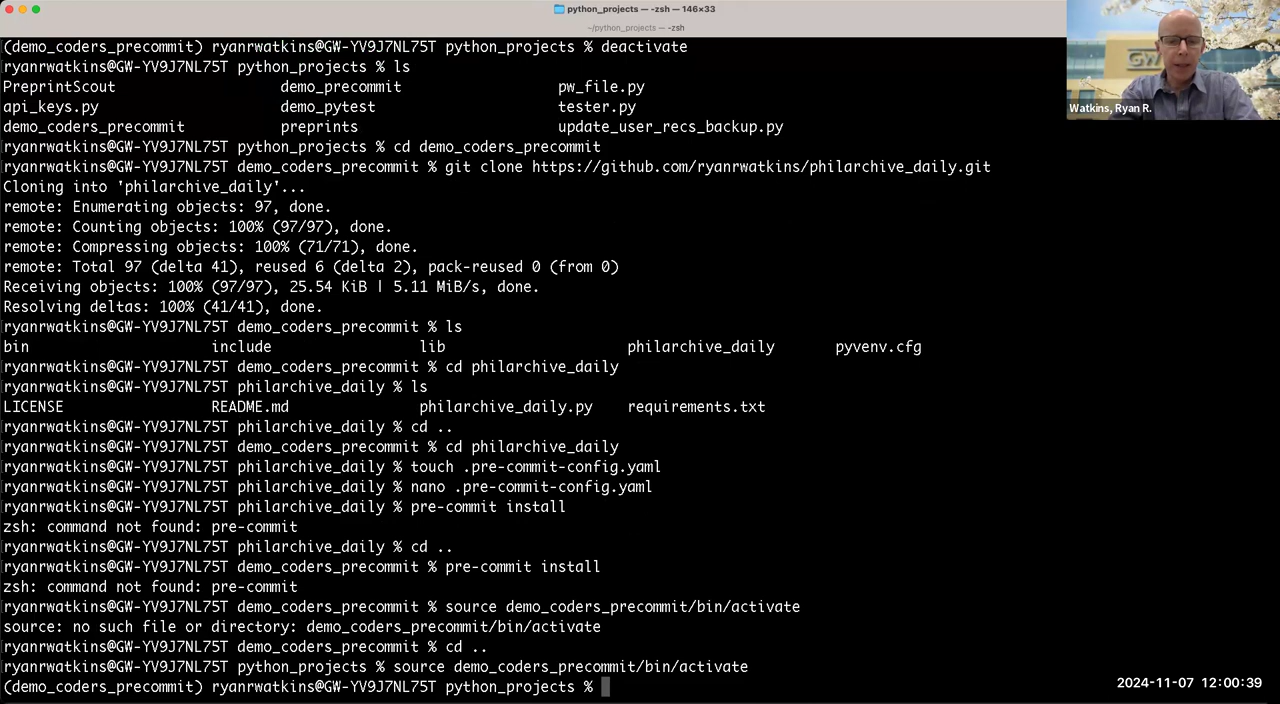 python_projects — -zsh — 146×33
~/python_projects — -zsh
(demo_coders_precommit) ryanrwatkins@GW-YV9J7NL75T python_projects % deactivate
ryanrwatkins@GW-YV9J7NL75T python_projects % ls
PreprintScout demo_precommit pw_file.py
api_keys.py demo_pytest tester.py
demo_coders_precommit preprints update_user_recs_backup.py
ryanrwatkins@GW-YV9J7NL75T python_projects % cd demo_coders_precommit
ryanrwatkins@GW-YV9J7NL75T demo_coders_precommit % git clone https://github.com/ryanrwatkins/philarchive_daily.git
Cloning into 'philarchive_daily'...
remote: Enumerating objects: 97, done.
remote: Counting objects: 100% (97/97), done.
remote: Compressing objects: 100% (71/71), done.
remote: Total 97 (delta 41), reused 6 (delta 2), pack-reused 0 (from 0)
Receiving objects: 100% (97/97), 25.54 KiB | 5.11 MiB/s, done.
Resolving deltas: 100% (41/41), done.
ryanrwatkins@GW-YV9J7NL75T demo_coders_precommit % ls
bin include lib philarchive_daily pyvenv.cfg
ryanrwatkins@GW-YV9J7NL75T demo_coders_precommit % cd philarchive_daily
ryanrwatkins@GW-YV9J7NL75T philarchive_daily % ls
LICENSE README.md philarchive_daily.py requirements.txt
ryanrwatkins@GW-YV9J7NL75T philarchive_daily % cd ..
ryanrwatkins@GW-YV9J7NL75T demo_coders_precommit % cd philarchive_daily
ryanrwatkins@GW-YV9J7NL75T philarchive_daily % touch .pre-commit-config.yaml
ryanrwatkins@GW-YV9J7NL75T philarchive_daily % nano .pre-commit-config.yaml
ryanrwatkins@GW-YV9J7NL75T philarchive_daily % pre-commit install
zsh: command not found: pre-commit
ryanrwatkins@GW-YV9J7NL75T philarchive_daily % cd ..
ryanrwatkins@GW-YV9J7NL75T demo_coders_precommit % pre-commit install
zsh: command not found: pre-commit
ryanrwatkins@GW-YV9J7NL75T demo_coders_precommit % source demo_coders_precommit/bin/activate
source: no such file or directory: demo_coders_precommit/bin/activate
ryanrwatkins@GW-YV9J7NL75T demo_coders_precommit % cd ..
ryanrwatkins@GW-YV9J7NL75T python_projects % source demo_coders_precommit/bin/activate
(demo_coders_precommit) ryanrwatkins@GW-YV9J7NL75T python_projects %
GW
Watkins, Ryan R.
2024-11-07 12:00:39